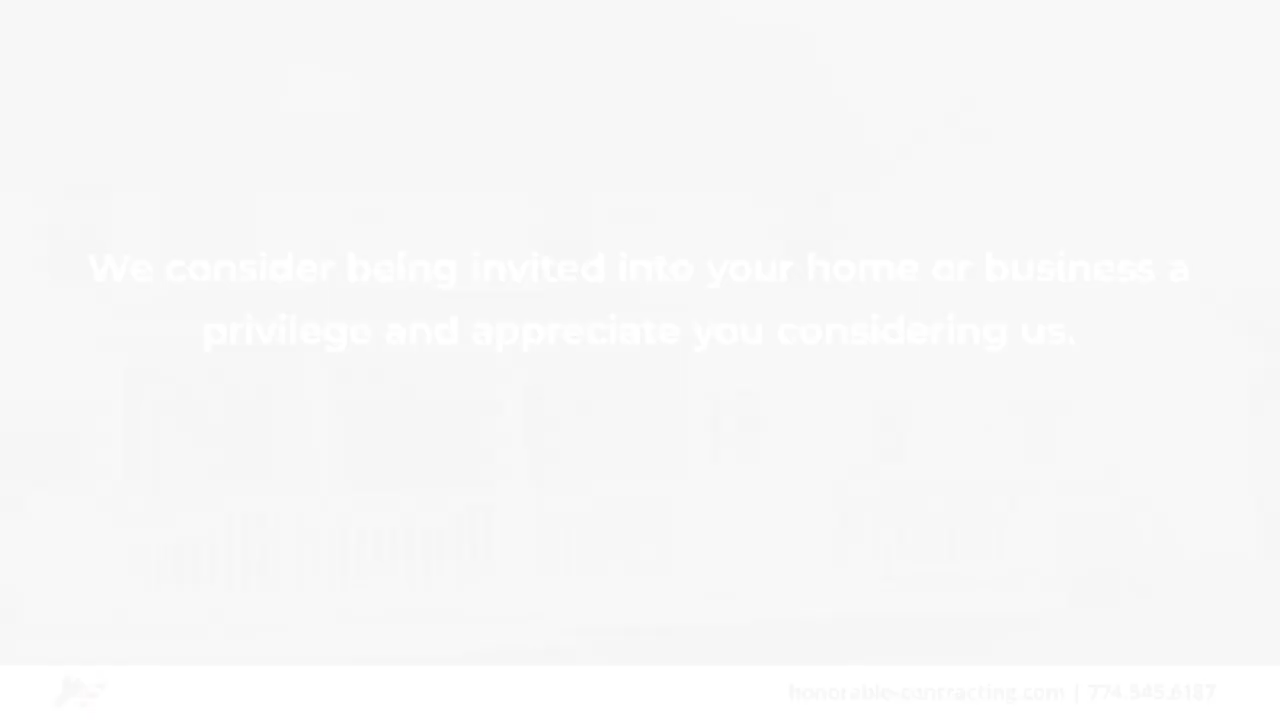 We consider being invited into your home or business a
privilege and appreciate you considering us.
honorable-contracting.com | 774.545.6187